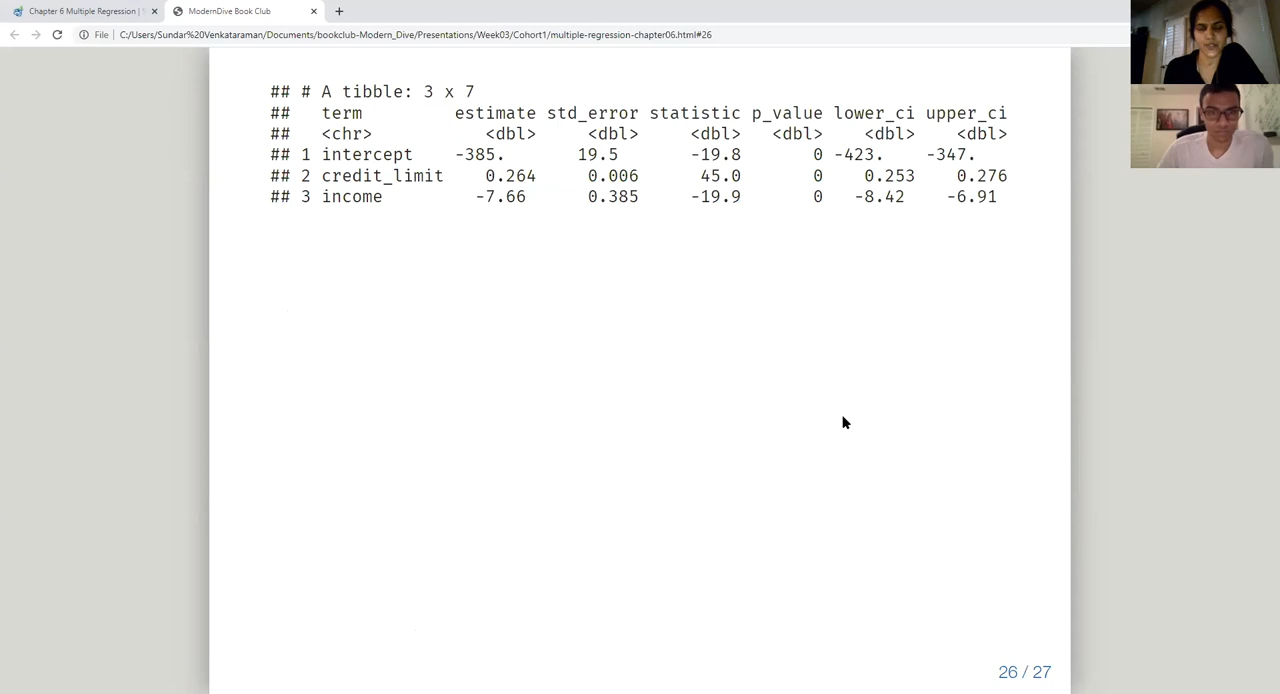 Chapter 6 Multiple Regression |
ModernDive Book Club
File | C:/Users/Sundar%20Venkataraman/Documents/bookclub-Modern_Dive/Presentations/Week03/Cohort1/multiple-regression-chapter06.html#26
## # A tibble: 3 x 7
## term estimate std_error statistic p_value lower_ci upper_ci
## <chr> <dbl> <dbl> <dbl> <dbl> <dbl> <dbl>
## 1 intercept -385. 19.5 -19.8 0 -423. -347.
## 2 credit_limit 0.264 0.006 45.0 0 0.253 0.276
## 3 income -7.66 0.385 -19.9 0 -8.42 -6.91
26 / 27